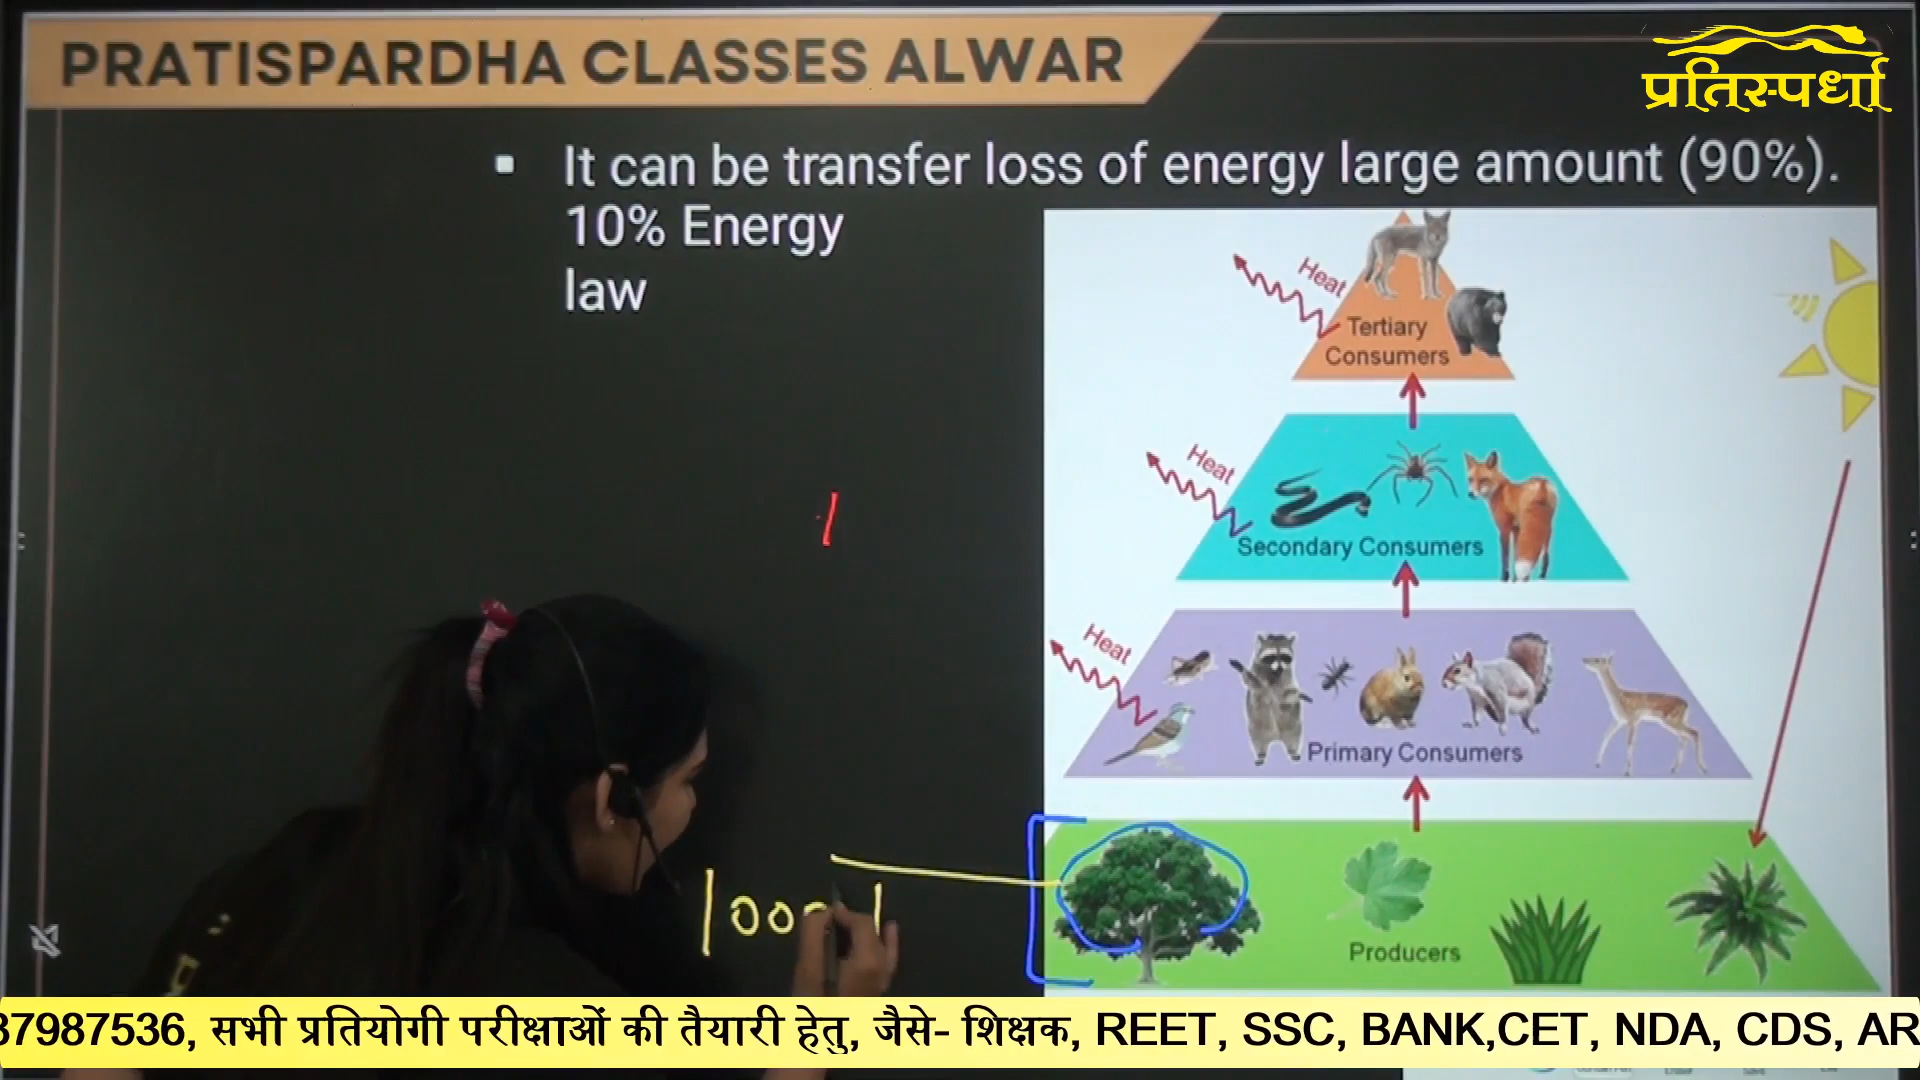 PRATISPARDHA CLASSES ALWAR
प्रतिस्पर्धा
▪ It can be transfer loss of energy large amount (90%).
10% Energy
law
Heat
Tertiary
Consumers
Heat
Secondary Consumers
Heat
Primary Consumers
1000
Producers
37987536, सभी प्रतियोगी परीक्षाओं की तैयारी हेतु, जैसे- शिक्षक, REET, SSC, BANK,CET, NDA, CDS, AR